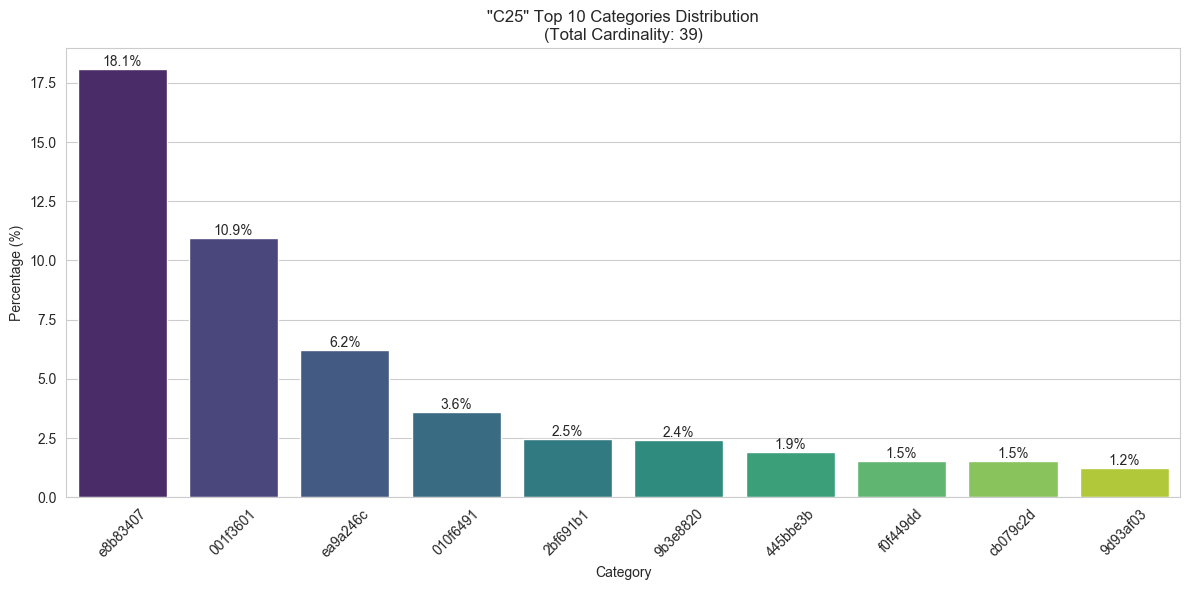 "C25" Top 10 Categories Distribution
(Total Cardinality: 39)
Percentage (%)
17.5
15.0
12.5
10.0
7.5
5.0
2.5
0.0
18.1%
10.9%
6.2%
3.6%
2.5%
2.4%
1.9%
1.5%
1.5%
1.2%
e8b83407
001f3601
ea9a246c
010f6491
2bf691b1
9b3e8820
445bbe3b
f0f449dd
cb079c2d
9d93af03
Category